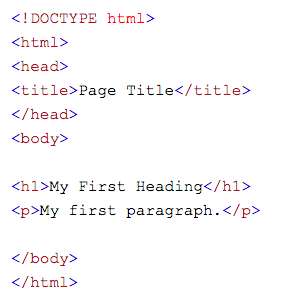 <!DOCTYPE html>
<html>
<head>
<title>Page Title</title>
</head>
<body>
<h1>My First Heading</h1>
<p>My first paragraph.</p>
</body>
</html>